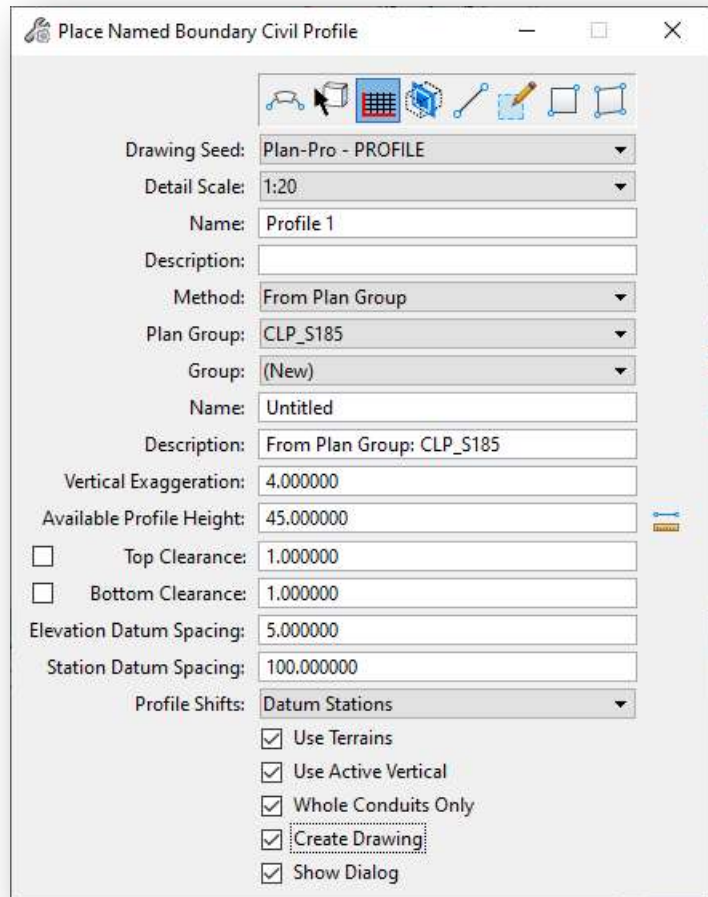 Place Named Boundary Civil Profile
Drawing Seed: Plan-Pro - PROFILE
Detail Scale: 1:20
Name: Profile 1
Description:
Method: From Plan Group
Plan Group: CLP_S185
Group: (New)
Name: Untitled
Description: From Plan Group: CLP_S185
Vertical Exaggeration: 4.000000
Available Profile Height: 45.000000
Top Clearance: 1.000000
Bottom Clearance: 1.000000
Elevation Datum Spacing: 5.000000
Station Datum Spacing: 100.000000
Profile Shifts: Datum Stations
Use Terrains
Use Active Vertical
Whole Conduits Only
Create Drawing
Show Dialog